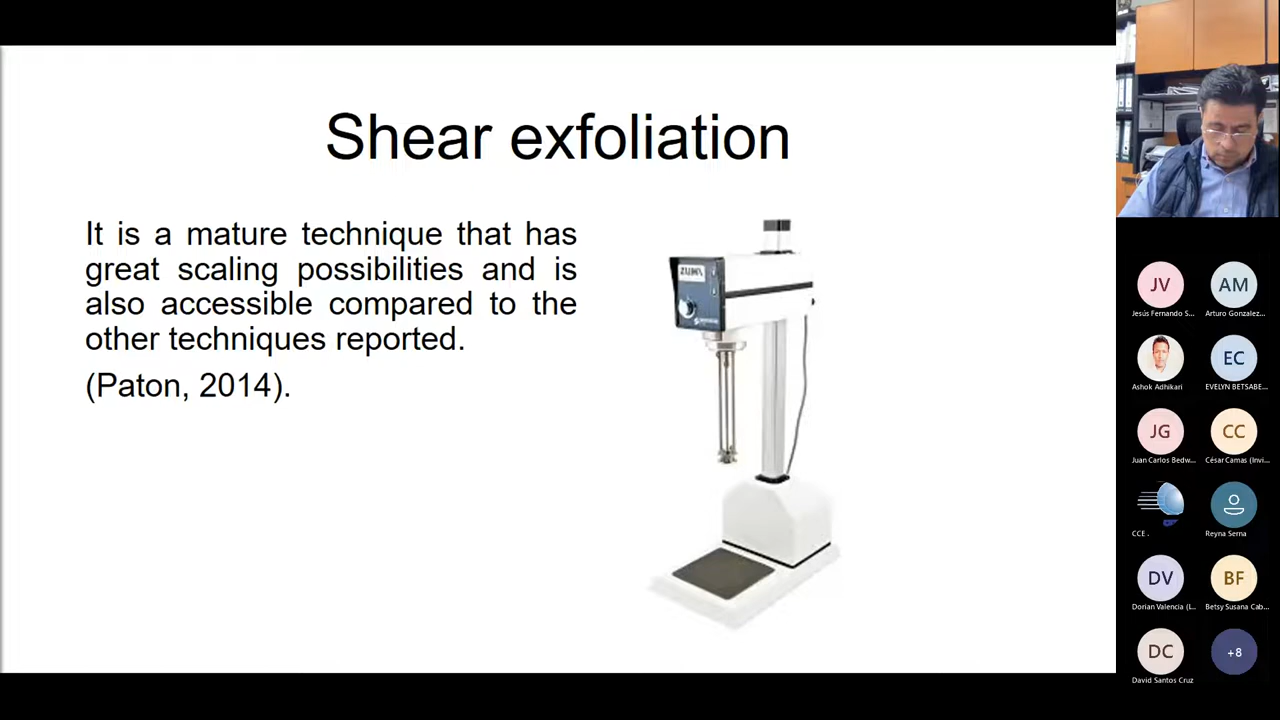 Shear exfoliation
It is a mature technique that has
great scaling possibilities and is
also accessible compared to the
other techniques reported.
(Paton, 2014).
JV
AM
Jesús Fernando S...
Arturo Gonzalez...
EC
Ashok Adhikari
EVELYN BETSABE...
JG
CC
Juan Carlos Bedw...
César Camas (Invi...
CCE .
Reyna Serna
DV
BF
Dorian Valencia (L...
Betsy Susana Cab...
DC
+8
David Santos Cruz